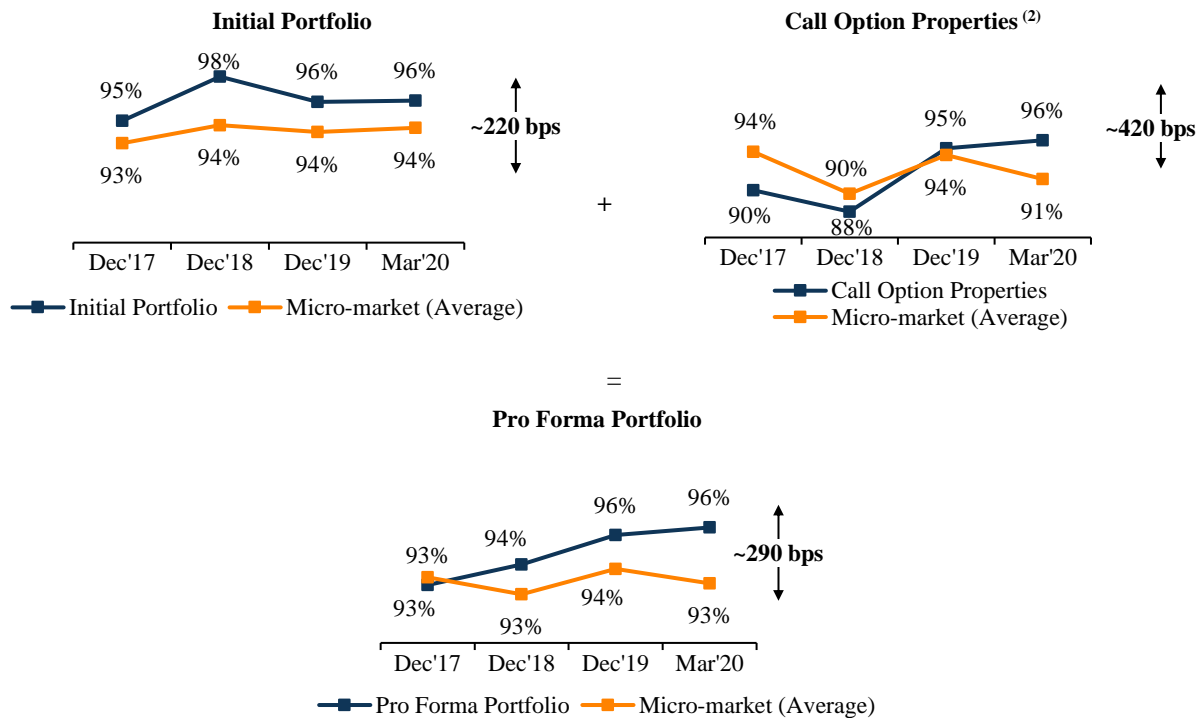 Initial Portfolio
98%
95%
96%
96%
~220 bps
93%
94%
94%
94%
Dec'17 Dec'18 Dec'19 Mar'20
Initial Portfolio Micro-market (Average)
+
Call Option Properties (2)
94%
90%
95%
96%
~420 bps
90%
88%
94%
91%
Dec'17 Dec'18 Dec'19 Mar'20
Call Option Properties
Micro-market (Average)
=
Pro Forma Portfolio
93%
94%
96%
96%
~290 bps
93%
93%
94%
93%
Dec'17 Dec'18 Dec'19 Mar'20
Pro Forma Portfolio Micro-market (Average)